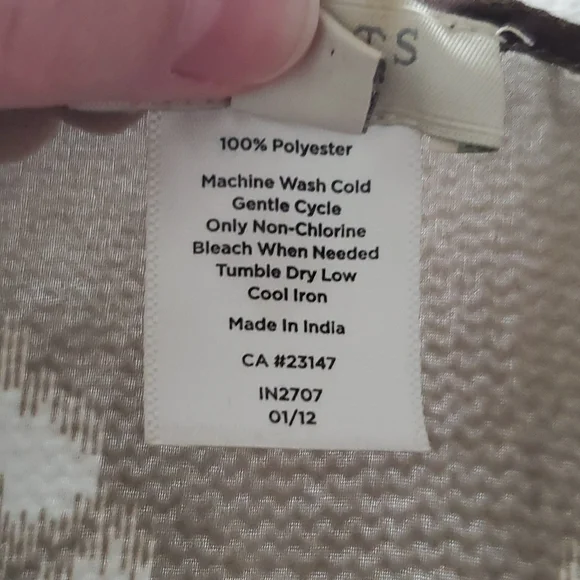 TS
100% Polyester
Machine Wash Cold
Gentle Cycle
Only Non-Chlorine
Bleach When Needed
Tumble Dry Low
Cool Iron
Made In India
CA #23147
IN2707
01/12